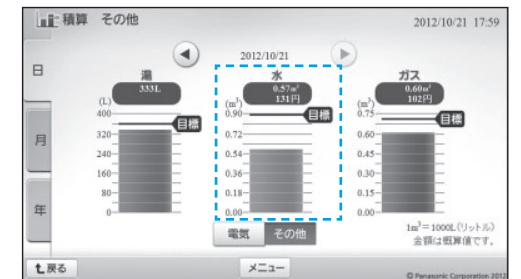 積算 その他
2012/10/21 17:59
2012/10/21
日
月
年
湯
333L
(L)
400
320
240
160
80
0
目標
水
0.57m³
131円
(m³)
0.90
0.72
0.54
0.36
0.18
0.00
目標
ガス
0.60m³
102円
(m³)
0.75
0.60
0.45
0.30
0.15
0.00
目標
電気 その他
1m³=1000L(リットル)
金額は概算値です。
戻る
メニュー
© Panasonic Corporation 2012